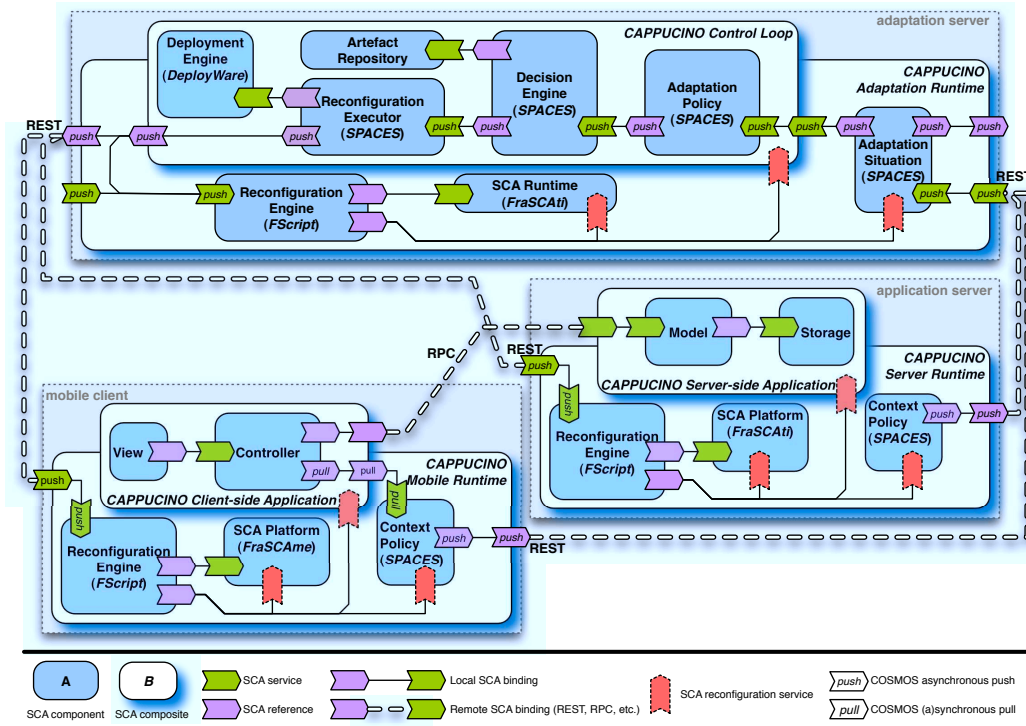 adaptation server
CAPPUCINO Control Loop
Deployment
Engine
(DeployWare)
Artefact
Repository
Decision
Engine
(SPACES)
Reconfiguration
Executor
(SPACES)
Adaptation
Policy
(SPACES)
CAPPUCINO
Adaptation Runtime
REST
push
push
push
push
push
push
push
push
push
push
push
push
Adaptation
Situation
(SPACES)
push
push
Reconfiguration
Engine
(FScript)
SCA Runtime
(FraSCAti)
push
push
REST
application server
Model
Storage
RPC
REST
push
CAPPUCINO
Server Runtime
CAPPUCINO Server-side Application
push
Reconfiguration
Engine
(FScript)
SCA Platform
(FraSCAti)
Context
Policy
(SPACES)
push
push
mobile client
View
Controller
pull
pull
CAPPUCINO
Mobile Runtime
push
CAPPUCINO Client-side Application
push
pull
Reconfiguration
Engine
(FScript)
SCA Platform
(FraSCAme)
Context
Policy
(SPACES)
push
push
REST
A
SCA component
B
SCA composite
SCA service
SCA reference
Local SCA binding
Remote SCA binding (REST, RPC, etc.)
SCA reconfiguration service
push
COSMOS asynchronous push
pull
COSMOS (a)synchronous pull